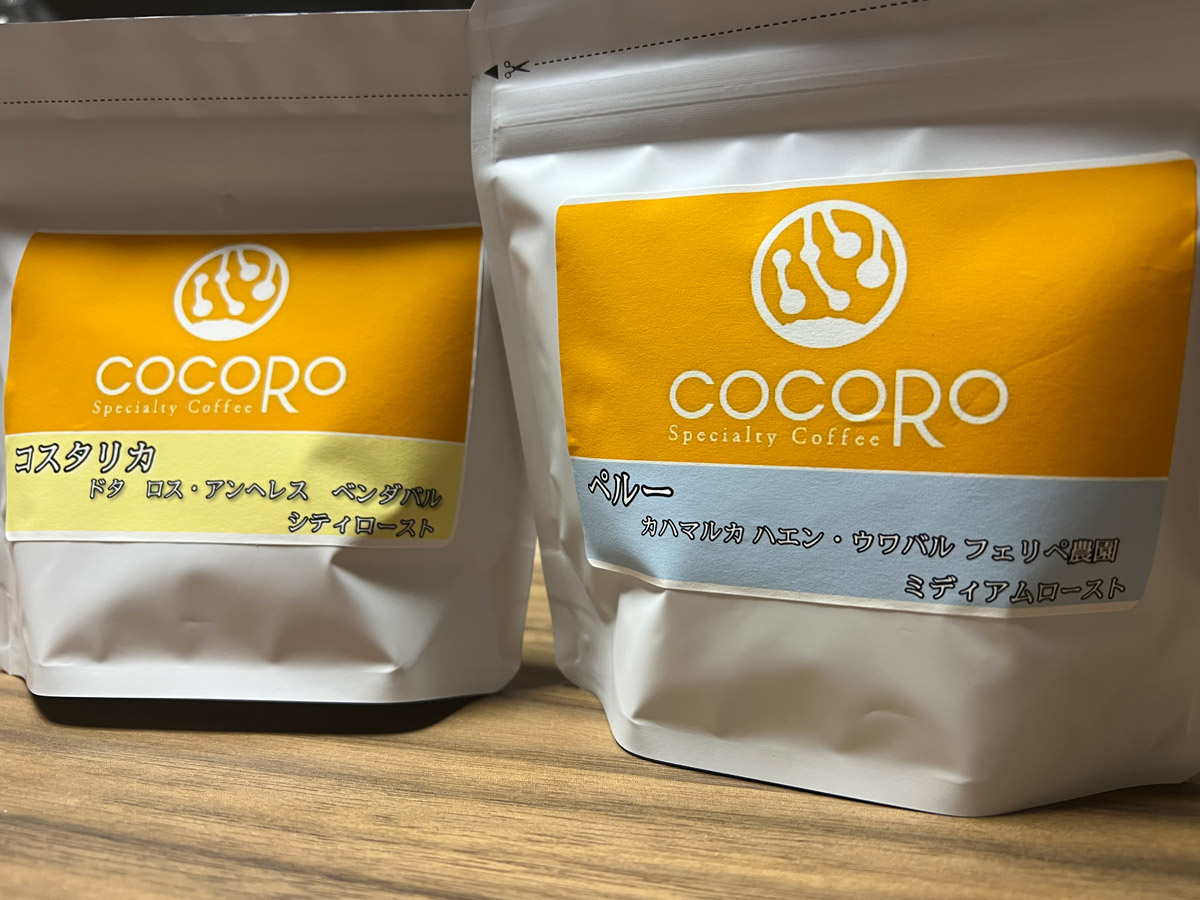 COCORO
Specialty Coffee
コスタリカ
ドタ ロス・アンヘレス ベンダバル
シティロースト
COCORO
Specialty Coffee
ペルー
カハマルカ ハエン・ウワバル フェリペ農園
ミディアムロースト